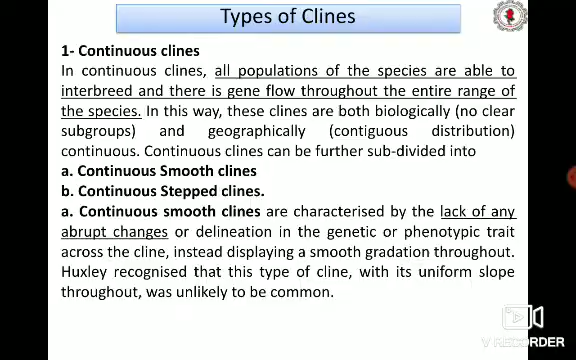 Types of Clines
1- Continuous clines
In continuous clines, all populations of the species are able to
interbreed and there is gene flow throughout the entire range of
the species. In this way, these clines are both biologically (no clear
subgroups) and geographically (contiguous distribution)
continuous. Continuous clines can be further sub-divided into
a. Continuous Smooth clines
b. Continuous Stepped clines.
a. Continuous smooth clines are characterised by the lack of any
abrupt changes or delineation in the genetic or phenotypic trait
across the cline, instead displaying a smooth gradation throughout.
Huxley recognised that this type of cline, with its uniform slope
throughout, was unlikely to be common.
V RECORDER